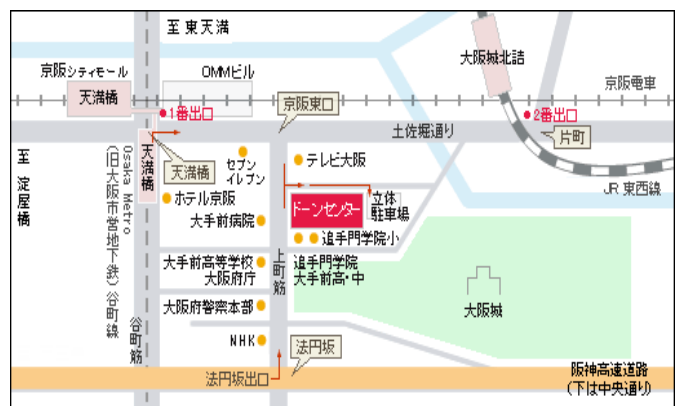 至 東天満
京阪シティモール
OMMビル
大阪城北詰
天満橋
京阪電車
1番出口
京阪東口
2番出口
土佐堀通り
片町
至 淀屋橋
Osaka Metro
(旧大阪市営地下鉄)谷町線
天満橋
天満橋
セブン
イレブン
テレビ大阪
JR 東西線
ホテル京阪
ドーンセンター
立体
駐車場
大手前病院
追手門学院小
上町筋
大手前高等学校
大阪府庁
追手門学院
大手前高・中
大阪城
大阪府警察本部
谷町筋
NHK
法円坂
法円坂出口
阪神高速道路
(下は中央通り)